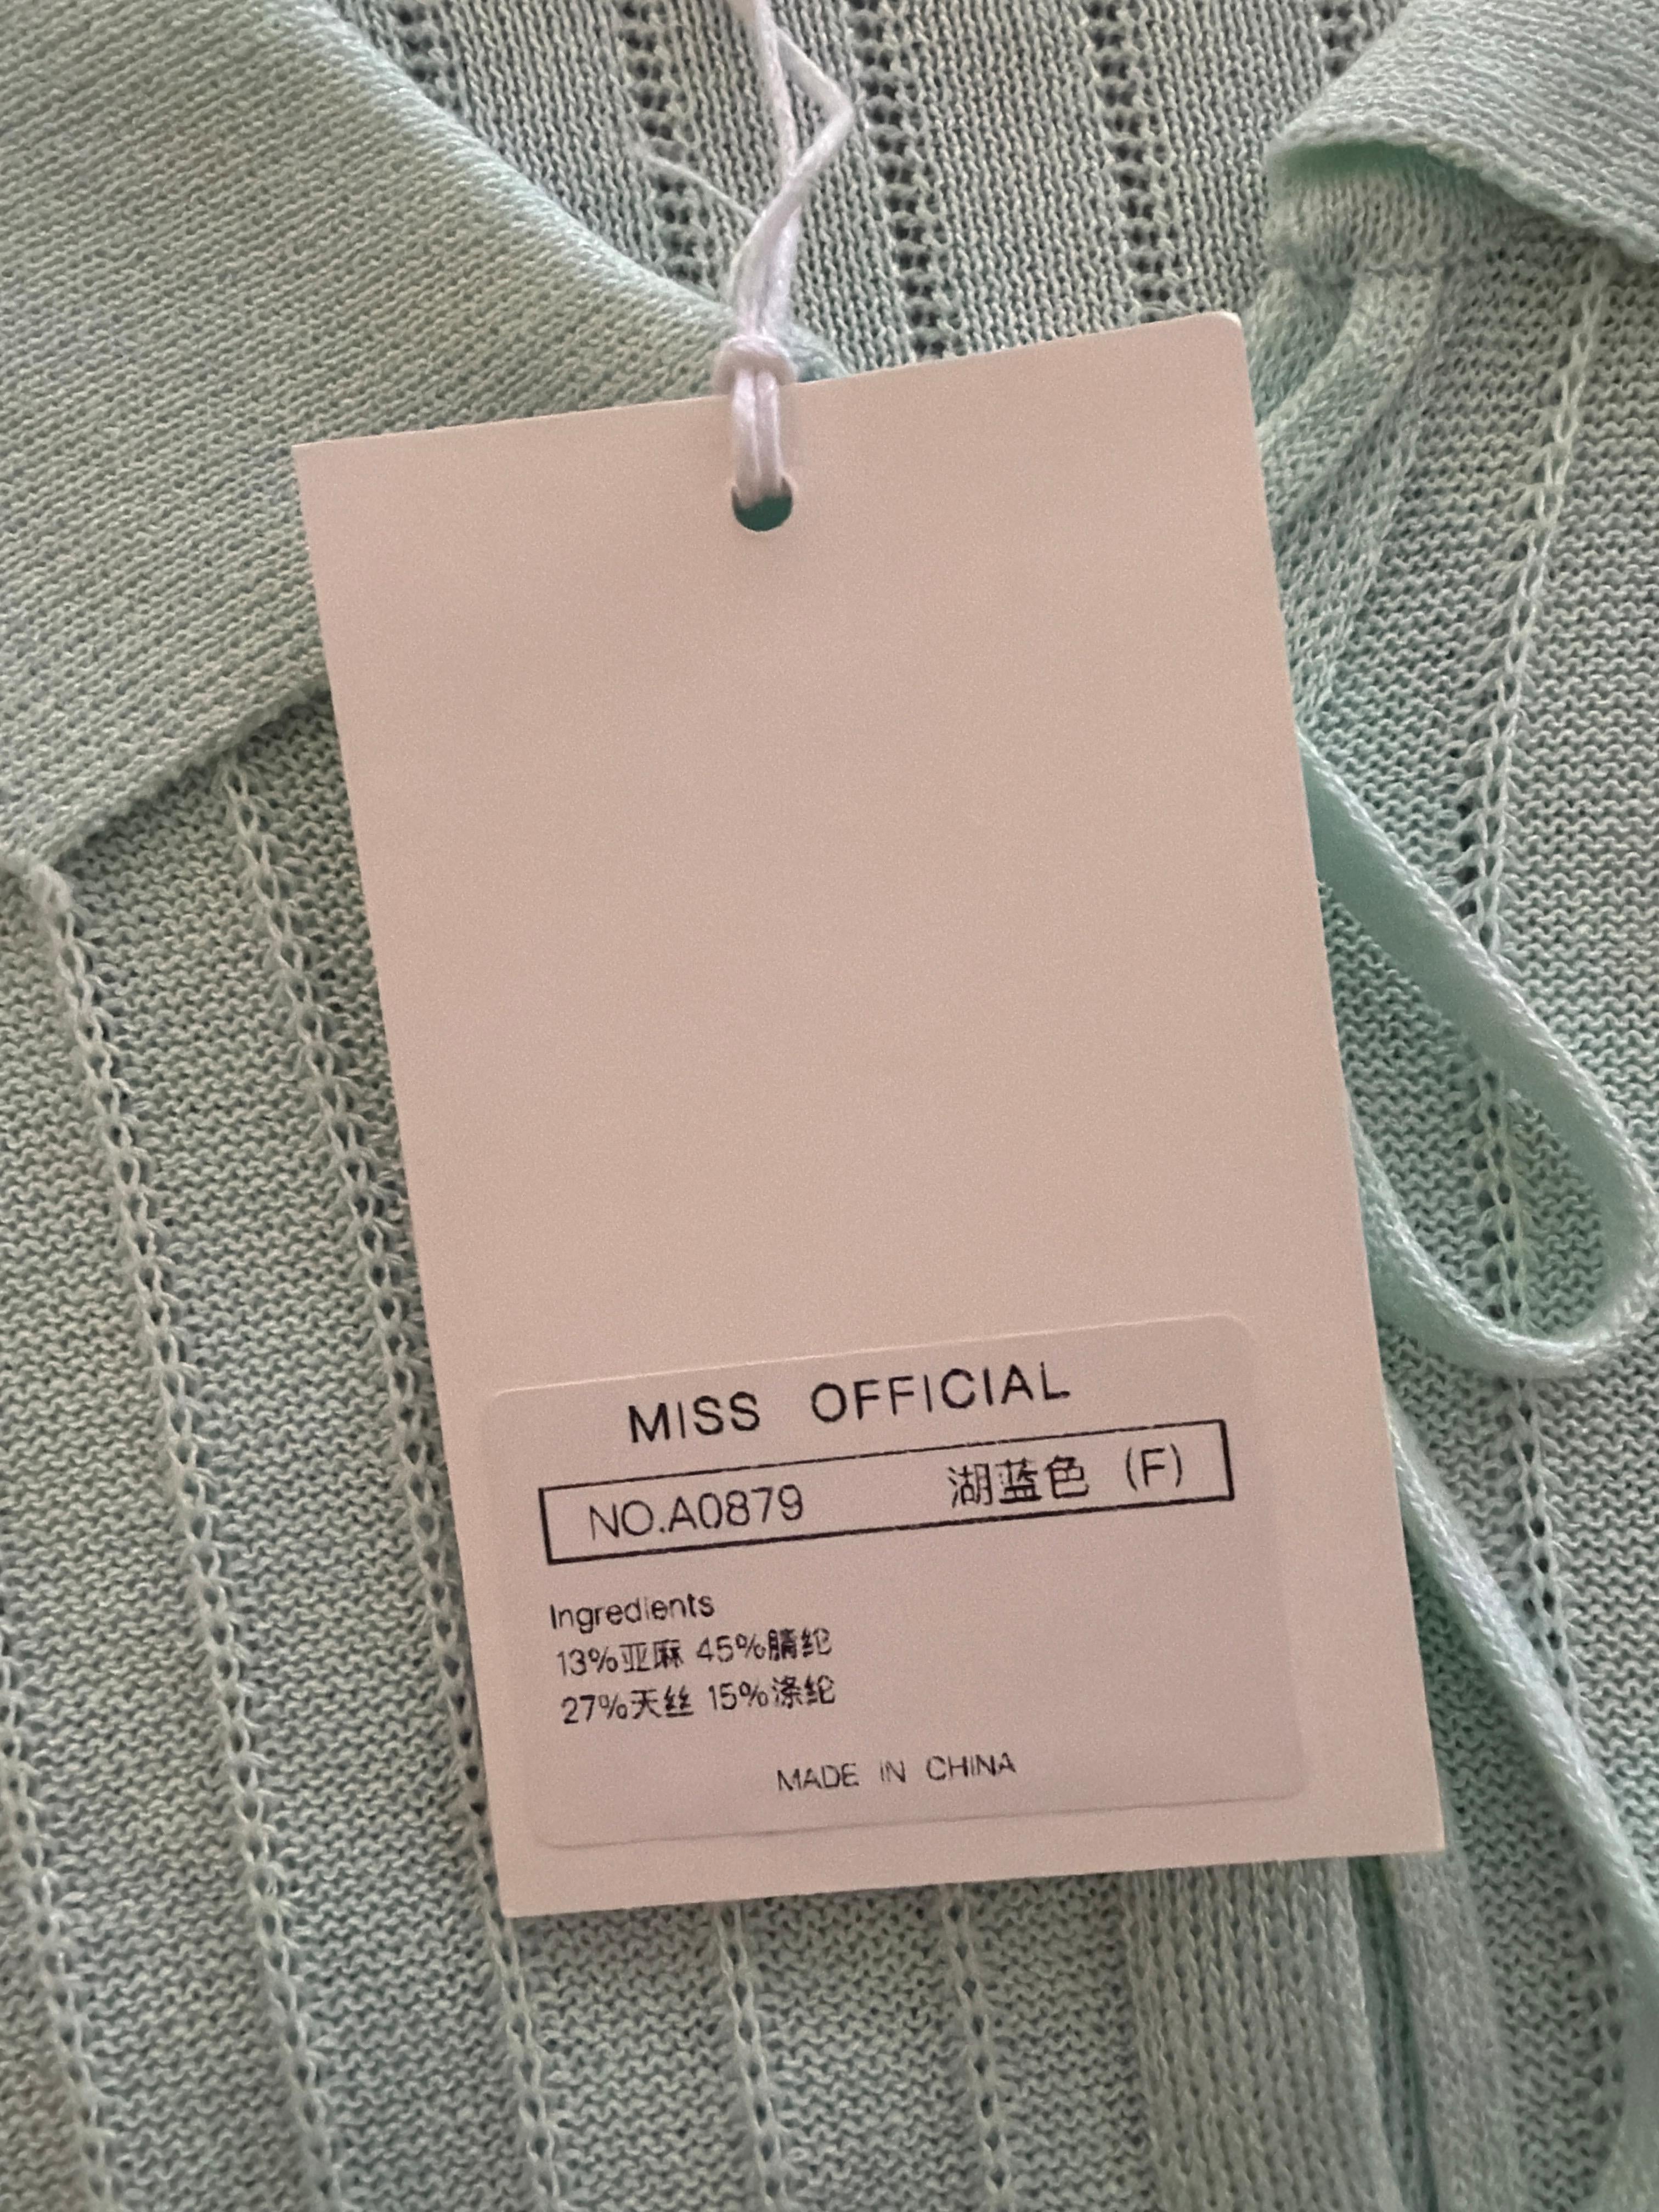 MISS OFFICIAL
NO.A0879 湖蓝色 (F)
Ingredients
13%亚麻 45%腈纶
27%天丝 15%涤纶
MADE IN CHINA